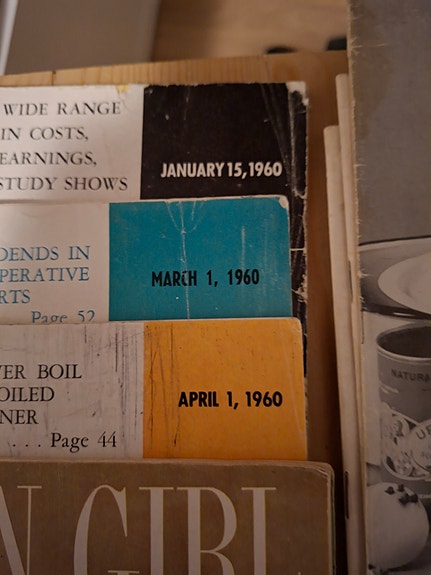 WIDE RANGE
IN COSTS,
EARNINGS,
STUDY SHOWS
JANUARY 15, 1960
DENDS IN
PERATIVE
RTS
Page 52
MARCH 1, 1960
VER BOIL
OILED
NER
. . . . Page 44
APRIL 1, 1960
N GIRL
NATURA